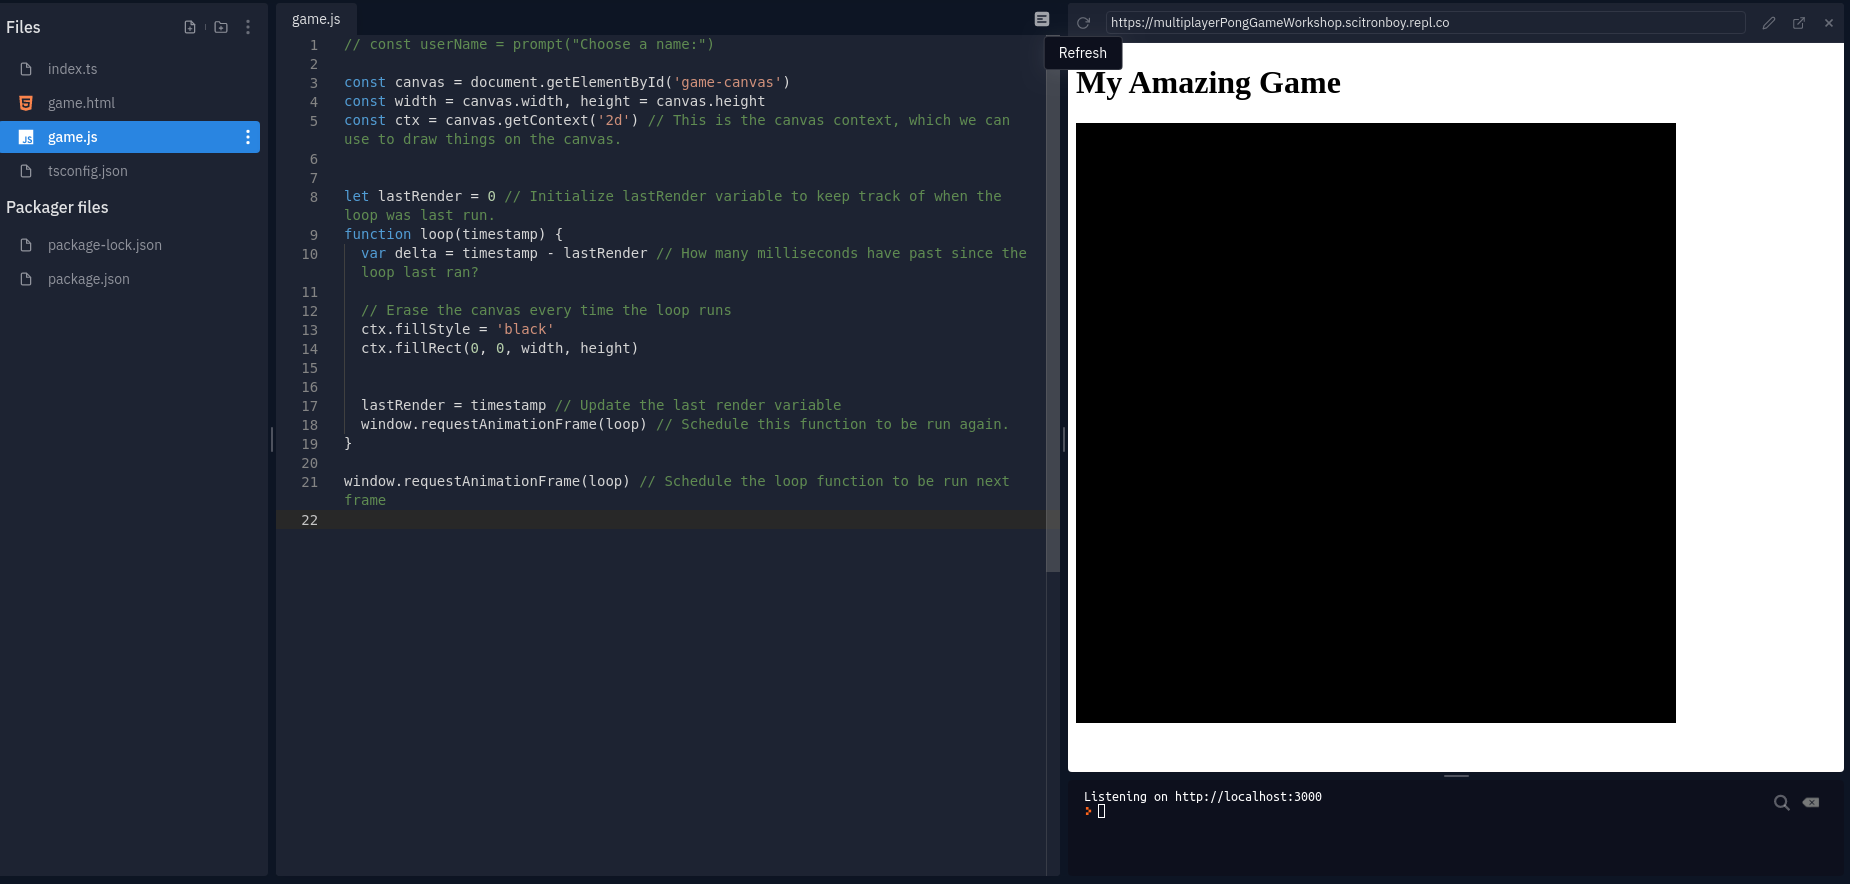 Files
index.ts
game.html
game.js
tsconfig.json
Packager files
package-lock.json
package.json
game.js
1 // const userName = prompt("Choose a name:")
2
3 const canvas = document.getElementById('game-canvas')
4 const width = canvas.width, height = canvas.height
5 const ctx = canvas.getContext('2d') // This is the canvas context, which we can
use to draw things on the canvas.
6
7
8 let lastRender = 0 // Initialize lastRender variable to keep track of when the
loop was last run.
9 function loop(timestamp) {
10 var delta = timestamp - lastRender // How many milliseconds have past since the
loop last ran?
11
12 // Erase the canvas every time the loop runs
13 ctx.fillStyle = 'black'
14 ctx.fillRect(0, 0, width, height)
15
16
17 lastRender = timestamp // Update the last render variable
18 window.requestAnimationFrame(loop) // Schedule this function to be run again.
19 }
20
21 window.requestAnimationFrame(loop) // Schedule the loop function to be run next
frame
22
https://multiplayerPongGameWorkshop.scitronboy.repl.co
Refresh
My Amazing Game
Listening on http://localhost:3000